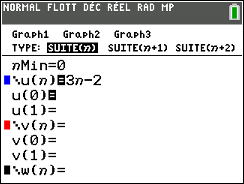 NORMAL FLOTT DÉC RÉEL RAD MP
Graph1 Graph2 Graph3
TYPE: SUITE(n) SUITE(n+1) SUITE(n+2)
nMin=0
\u(n)=3n-2
u(0)=
u(1)=
\v(n)=
v(0)=
v(1)=
\w(n)=